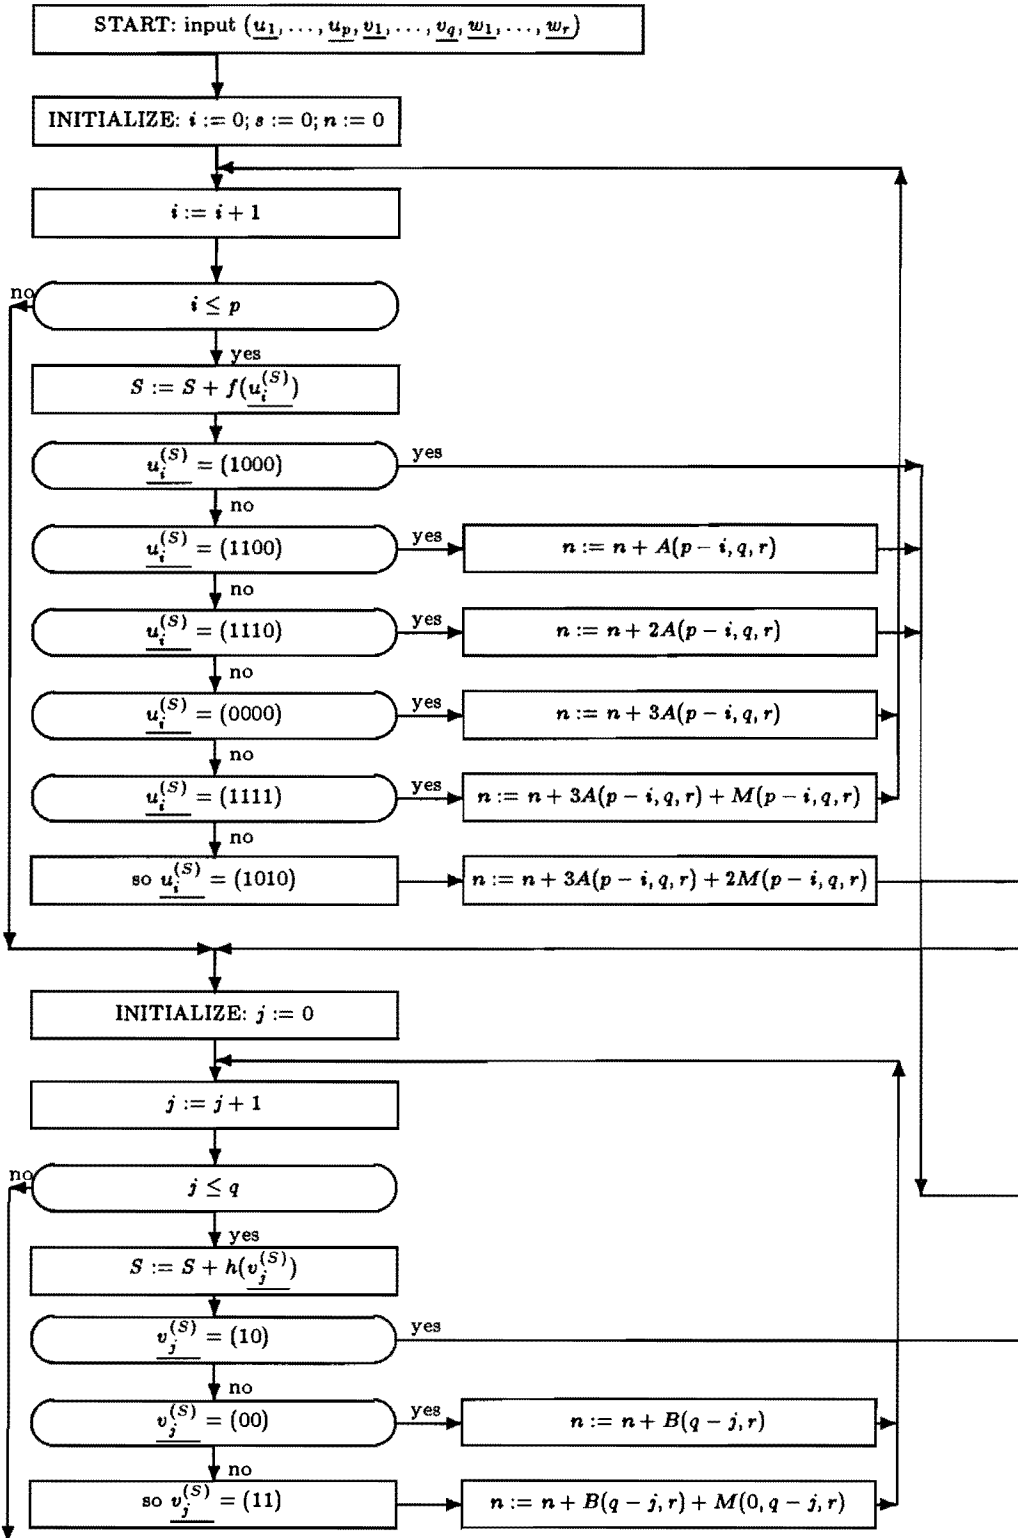 START: input (u_1, ..., u_p, v_1, ..., v_q, w_1, ..., w_r)
INITIALIZE: i := 0; s := 0; n := 0
i := i + 1
no
i ≤ p
yes
S := S + f(u_i^(S))
u_i^(S) = (1000)
yes
no
u_i^(S) = (1100)
yes
n := n + A(p − i, q, r)
no
u_i^(S) = (1110)
yes
n := n + 2A(p − i, q, r)
no
u_i^(S) = (0000)
yes
n := n + 3A(p − i, q, r)
no
u_i^(S) = (1111)
yes
n := n + 3A(p − i, q, r) + M(p − i, q, r)
no
so u_i^(S) = (1010)
n := n + 3A(p − i, q, r) + 2M(p − i, q, r)
INITIALIZE: j := 0
j := j + 1
no
j ≤ q
yes
S := S + h(v_j^(S))
v_j^(S) = (10)
yes
no
v_j^(S) = (00)
yes
n := n + B(q − j, r)
no
so v_j^(S) = (11)
n := n + B(q − j, r) + M(0, q − j, r)